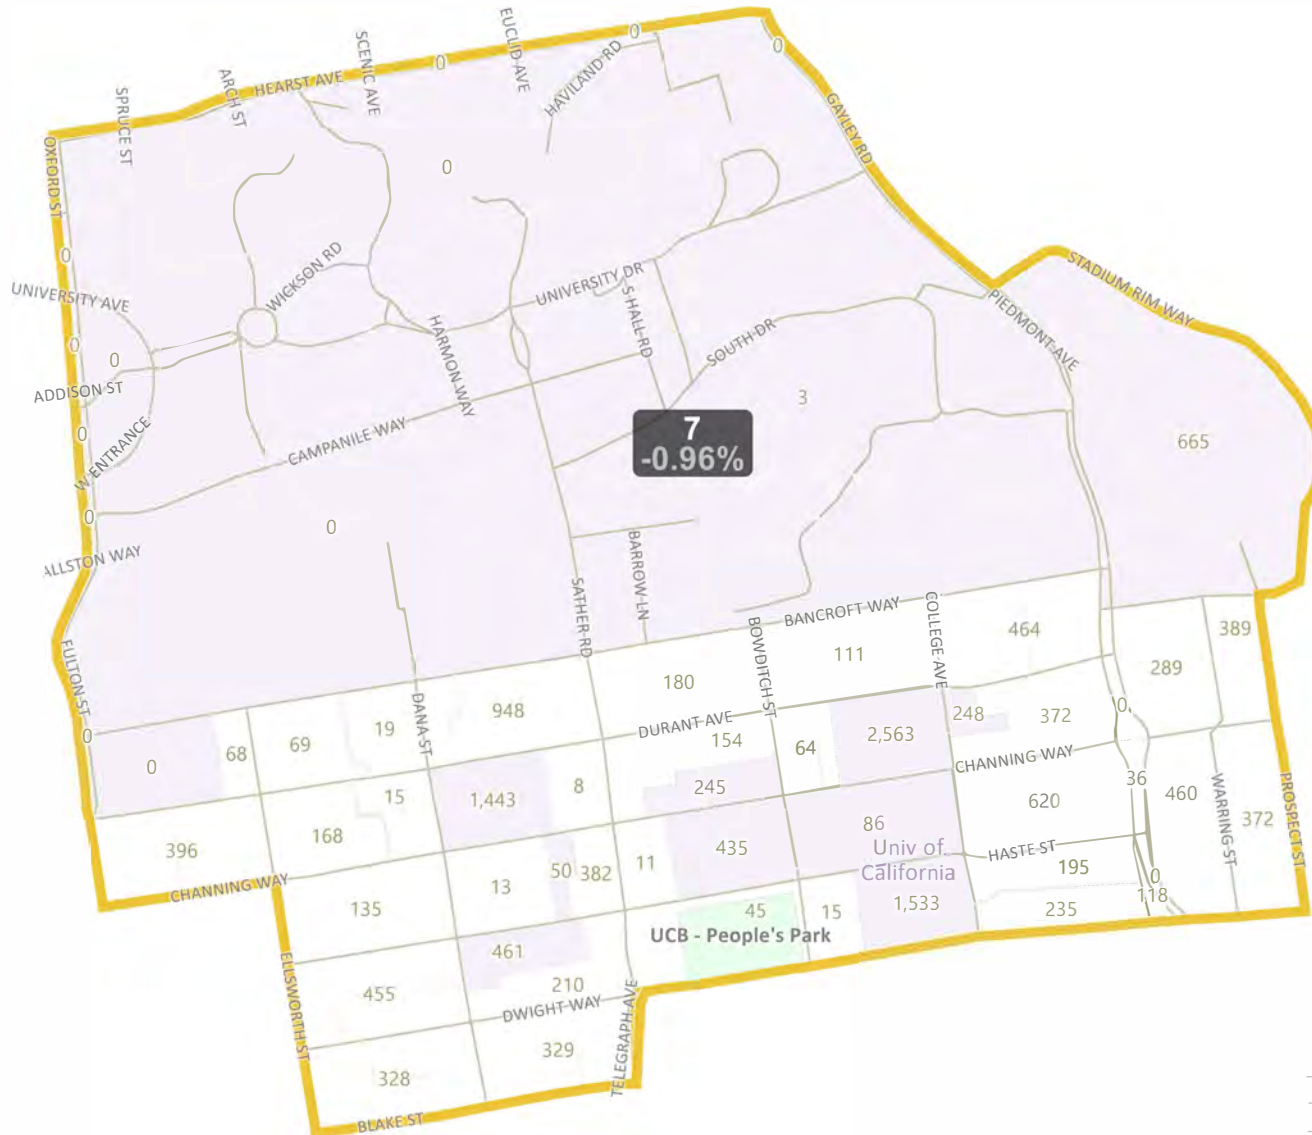 EUCLID AVE
0
0
0
SCENIC AVE
HAVILAND RD
HEARST AVE
ARCH ST
SPRUCE ST
GAYLEY RD
OXFORD ST
0
0
WICKSON RD
STADIUM RIM WAY
UNIVERSITY DR
UNIVERSITY AVE
PIEDMONT AVE
S HALL RD
0
0
SOUTH DR
HARMON WAY
ADDISON ST
3
7
-0.96%
665
0
W ENTRANCE
CAMPANILE WAY
0
0
ALLSTON WAY
BARROW LN
SATHER RD
BANCROFT WAY
COLLEGE AVE
BOWDITCH ST
464
389
FULTON ST
111
289
180
DANA ST
948
DURANT AVE
248
372
0
19
0
69
68
154
64
2,563
0
CHANNING WAY
8
245
36
460
WARRING ST
PROSPECT ST
15
1,443
620
372
168
86
396
435
Univ of
California
HASTE ST
11
50
382
195
0
CHANNING WAY
13
118
135
45
15
1,533
235
UCB - People's Park
461
210
455
DWIGHT WAY
ELLSWORTH ST
TELEGRAPH AVE
329
328
BLAKE ST